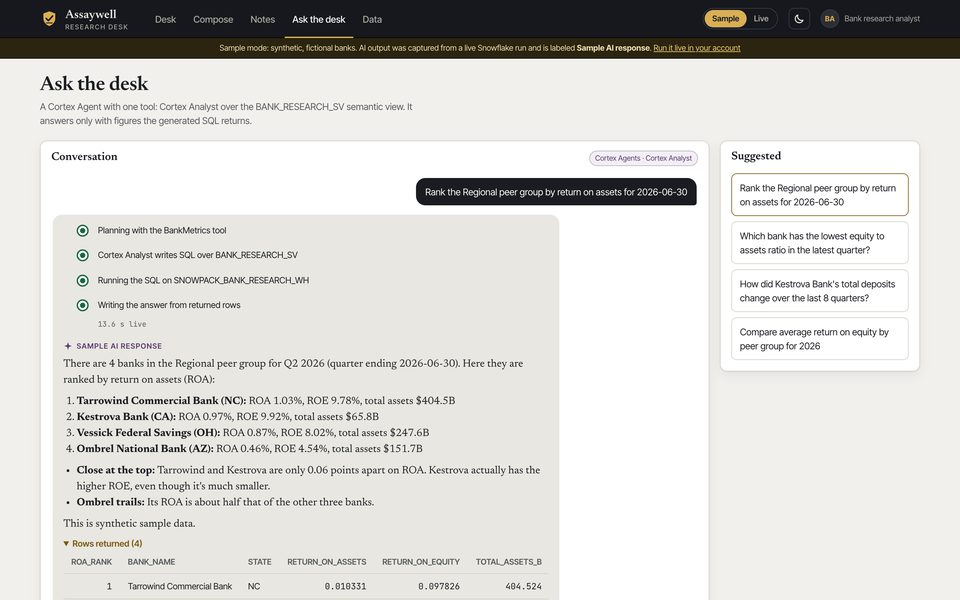 Assaywell
RESEARCH DESK
Desk
Compose
Notes
Ask the desk
Data
Sample
Live
BA
Bank research analyst
Sample mode: synthetic, fictional banks. AI output was captured from a live Snowflake run and is labeled Sample AI response. Run it live in your account
Ask the desk
A Cortex Agent with one tool: Cortex Analyst over the BANK_RESEARCH_SV semantic view. It
answers only with figures the generated SQL returns.
Conversation
Cortex Agents · Cortex Analyst
Rank the Regional peer group by return on assets for 2026-06-30
Planning with the BankMetrics tool
Cortex Analyst writes SQL over BANK_RESEARCH_SV
Running the SQL on SNOWPACK_BANK_RESEARCH_WH
Writing the answer from returned rows
13.6 s live
SAMPLE AI RESPONSE
There are 4 banks in the Regional peer group for Q2 2026 (quarter ending 2026-06-30). Here they are
ranked by return on assets (ROA):
1. Tarrowind Commercial Bank (NC): ROA 1.03%, ROE 9.78%, total assets $404.5B
2. Kestrova Bank (CA): ROA 0.97%, ROE 9.92%, total assets $65.8B
3. Vessick Federal Savings (OH): ROA 0.87%, ROE 8.02%, total assets $247.6B
4. Ombrel National Bank (AZ): ROA 0.46%, ROE 4.54%, total assets $151.7B
• Close at the top: Tarrowind and Kestrova are only 0.06 points apart on ROA. Kestrova actually has the
higher ROE, even though it's much smaller.
• Ombrel trails: Its ROA is about half that of the other three banks.
This is synthetic sample data.
▼ Rows returned (4)
ROA_RANK BANK_NAME STATE RETURN_ON_ASSETS RETURN_ON_EQUITY TOTAL_ASSETS_B
1 Tarrowind Commercial Bank NC 0.010331 0.097826 404.524
Suggested
Rank the Regional peer group by return
on assets for 2026-06-30
Which bank has the lowest equity to
assets ratio in the latest quarter?
How did Kestrova Bank's total deposits
change over the last 8 quarters?
Compare average return on equity by
peer group for 2026